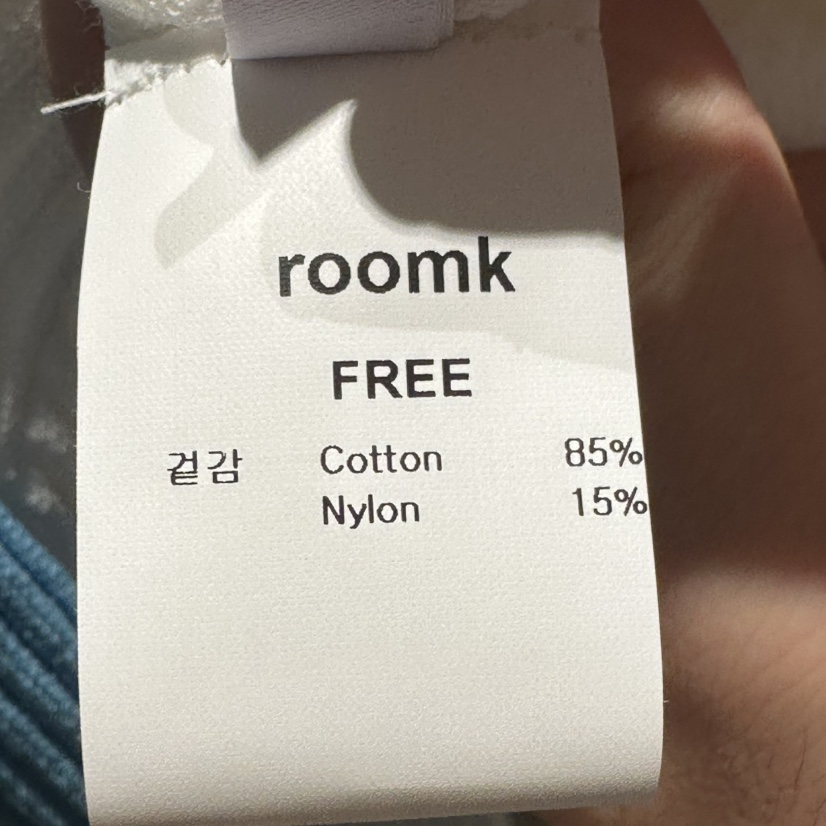 roomk
FREE
겉감 Cotton 85%
Nylon 15%